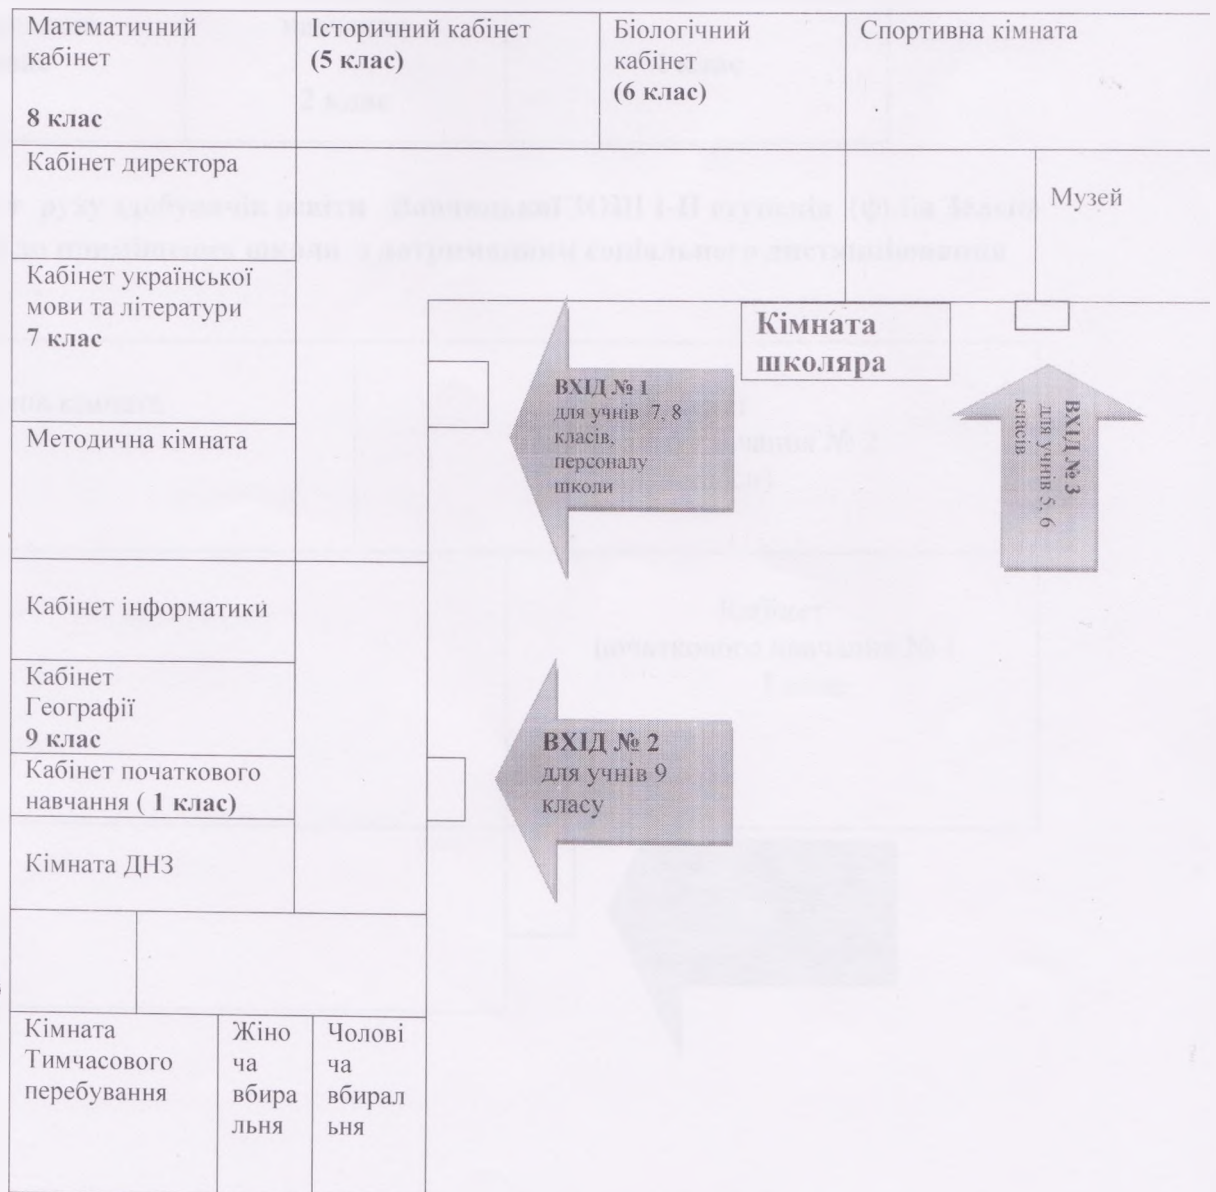 Математичний
кабінет
8 клас
Історичний кабінет
(5 клас)
Біологічний
кабінет
(6 клас)
Спортивна кімната
Кабінет директора
Музей
Кабінет української
мови та літератури
7 клас
Кімната
школяра
ВХІД № 1
для учнів 7, 8
класів,
персоналу
школи
ВХІД № 3
для учнів 5, 6
класів
Методична кімната
Кабінет інформатики
Кабінет
Географії
9 клас
ВХІД № 2
для учнів 9
класу
Кабінет початкового
навчання ( 1 клас)
Кімната ДНЗ
Кімната
Тимчасового
перебування
Жіно
ча
вбира
льня
Чолові
ча
вбирал
ьня